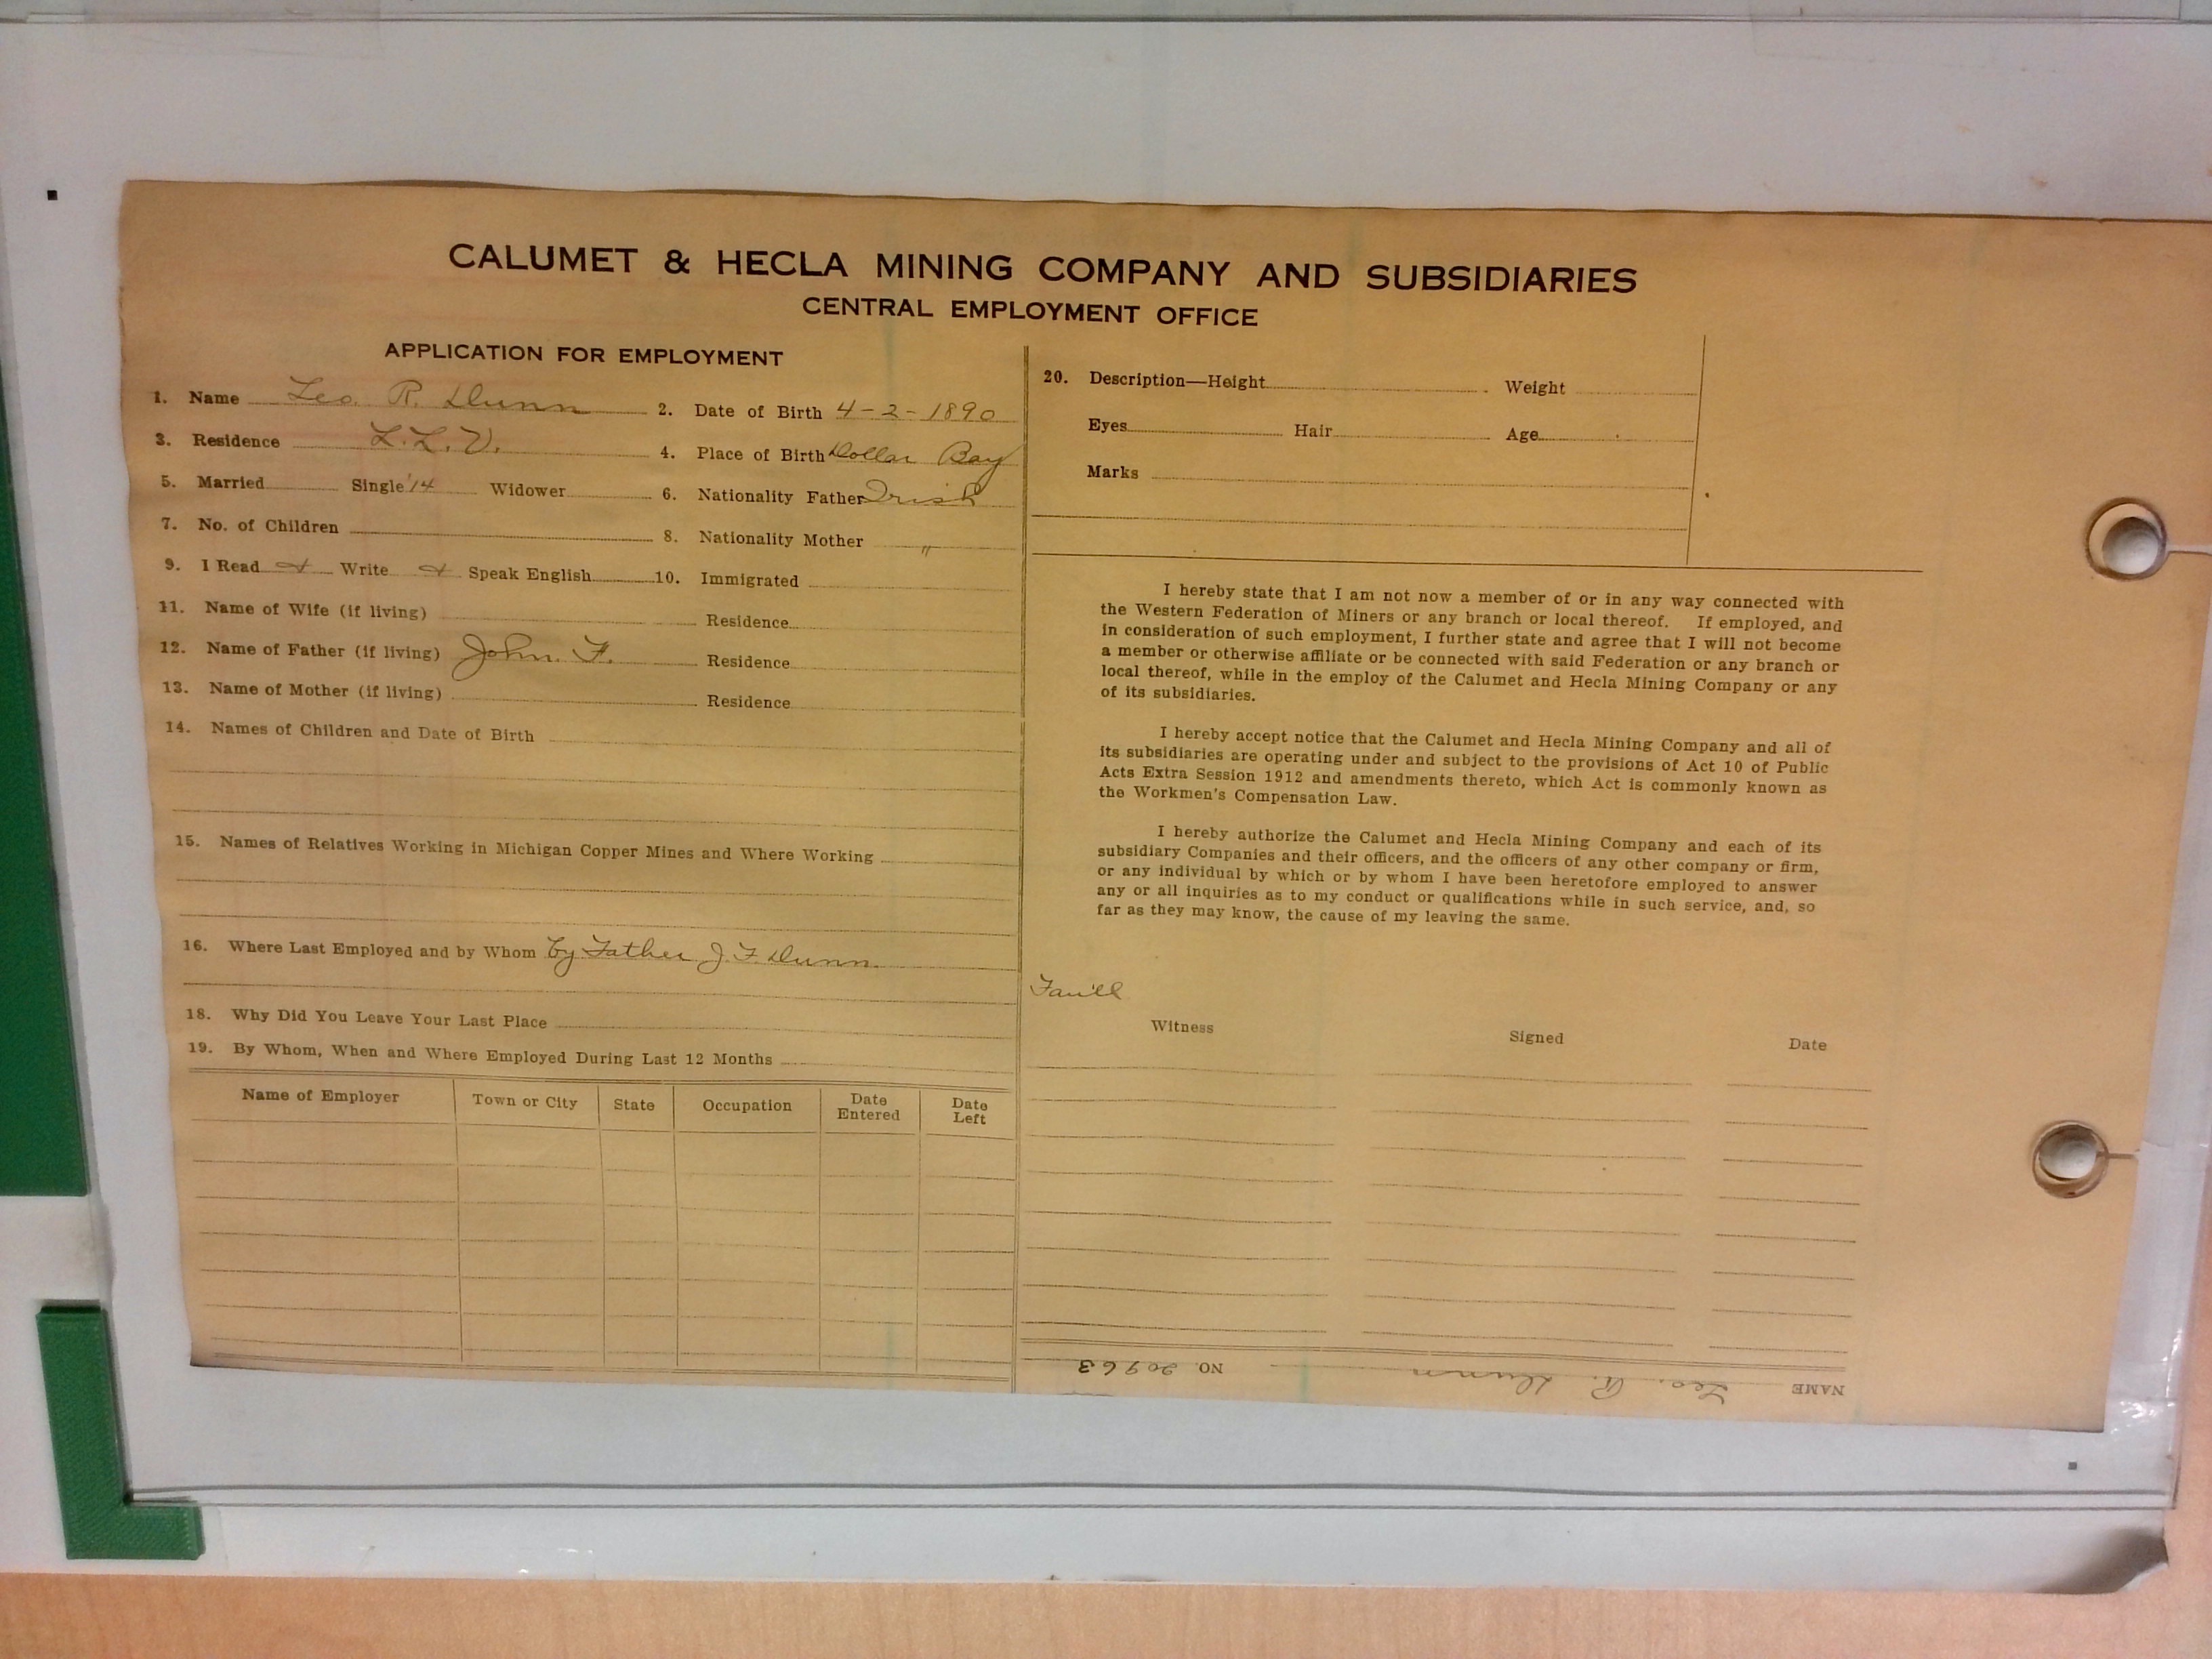 CALUMET & HECLA MINING COMPANY AND SUBSIDIARIES
CENTRAL EMPLOYMENT OFFICE
APPLICATION FOR EMPLOYMENT
1. Name Leo. R. Dunn 2. Date of Birth 4-2-1890
3. Residence L.L.V. 4. Place of Birth Dollar Bay
5. Married Single '14 Widower 6. Nationality Father Irish
7. No. of Children 8. Nationality Mother "
9. I Read & Write & Speak English 10. Immigrated
11. Name of Wife (if living) Residence
12. Name of Father (if living) John. F. Residence
13. Name of Mother (if living) Residence
14. Names of Children and Date of Birth
15. Names of Relatives Working in Michigan Copper Mines and Where Working
16. Where Last Employed and by Whom by Father J. F. Dunn.
18. Why Did You Leave Your Last Place
19. By Whom, When and Where Employed During Last 12 Months
Name of Employer Town or City State Occupation Date Entered Date Left
20. Description—Height Weight
Eyes Hair Age
Marks
I hereby state that I am not now a member of or in any way connected with
the Western Federation of Miners or any branch or local thereof. If employed, and
in consideration of such employment, I further state and agree that I will not become
a member or otherwise affiliate or be connected with said Federation or any branch or
local thereof, while in the employ of the Calumet and Hecla Mining Company or any
of its subsidiaries.
I hereby accept notice that the Calumet and Hecla Mining Company and all of
its subsidiaries are operating under and subject to the provisions of Act 10 of Public
Acts Extra Session 1912 and amendments thereto, which Act is commonly known as
the Workmen's Compensation Law.
I hereby authorize the Calumet and Hecla Mining Company and each of its
subsidiary Companies and their officers, and the officers of any other company or firm,
or any individual by which or by whom I have been heretofore employed to answer
any or all inquiries as to my conduct or qualifications while in such service, and, so
far as they may know, the cause of my leaving the same.
Witness Signed Date
NAME Leo. R. Dunn NO. 20963